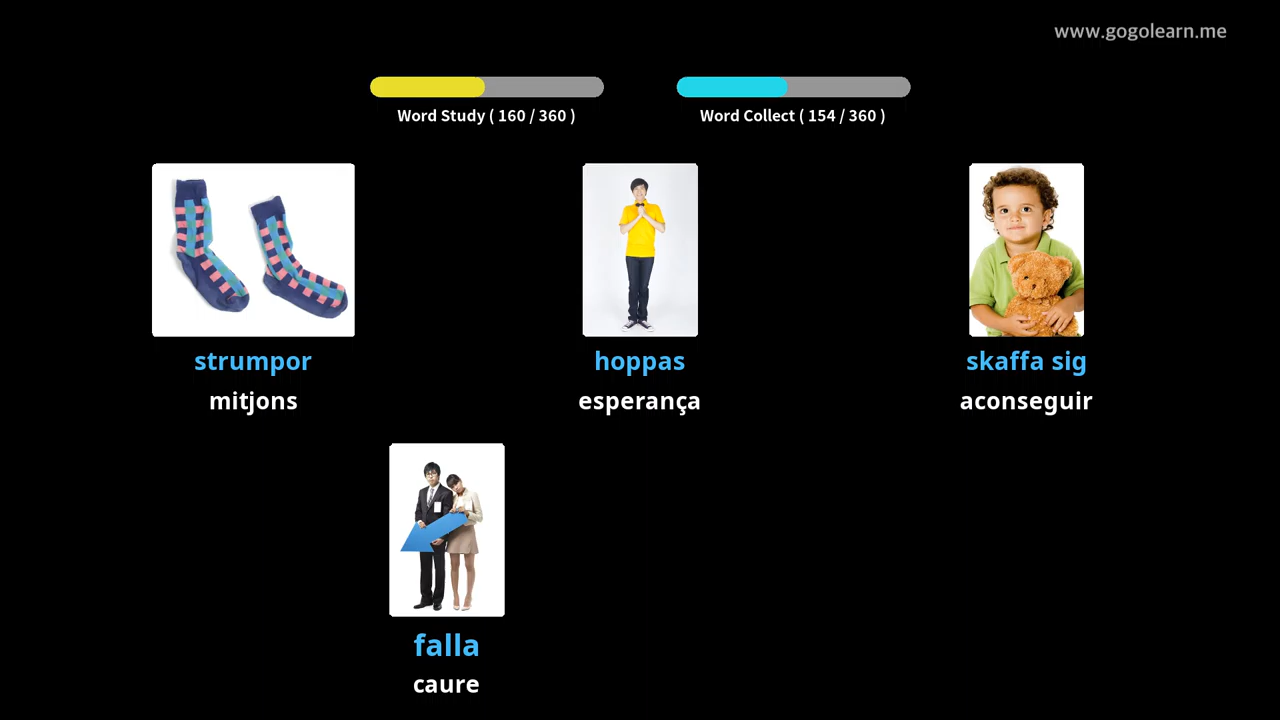 www.gogolearn.me
Word Study ( 160 / 360 )
Word Collect ( 154 / 360 )
strumpor
mitjons
hoppas
esperança
skaffa sig
aconseguir
falla
caure